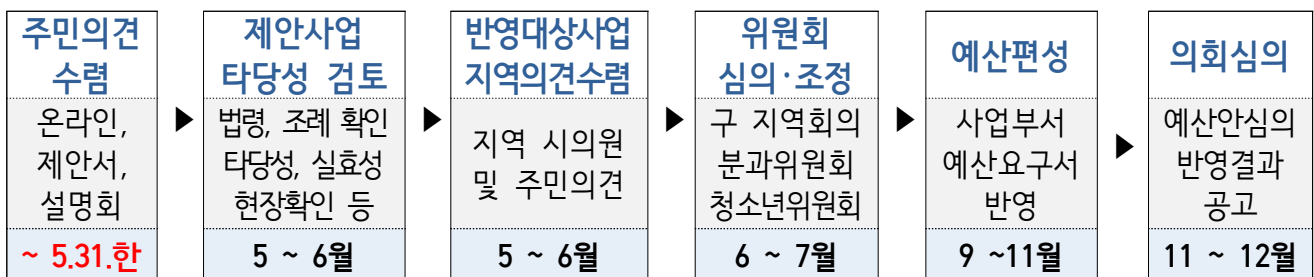 주민의견
수렴
온라인,
제안서,
설명회
~ 5.31.한
▶
제안사업
타당성 검토
법령, 조례 확인
타당성, 실효성
현장확인 등
5 ~ 6월
▶
반영대상사업
지역의견수렴
지역 시의원
및 주민의견
5 ~ 6월
▶
위원회
심의·조정
구 지역회의
분과위원회
청소년위원회
6 ~ 7월
▶
예산편성
사업부서
예산요구서
반영
9 ~11월
▶
의회심의
예산안심의
반영결과
공고
11 ~ 12월